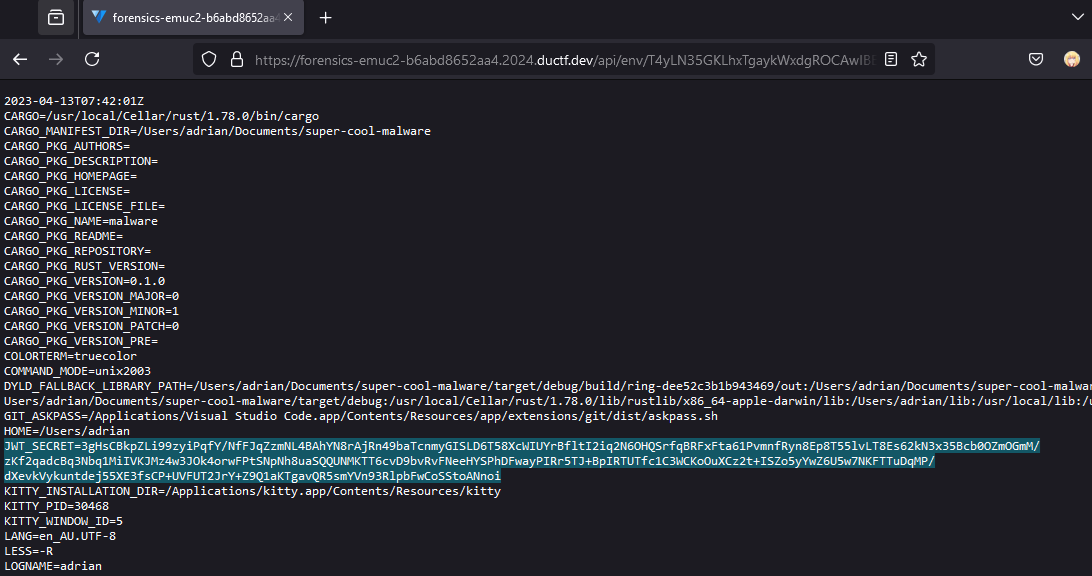 forensics-emuc2-b6abd8652aa4
https://forensics-emuc2-b6abd8652aa4.2024.ductf.dev/api/env/T4yLN35GKLhxTgaykWxdgROCAwIB
2023-04-13T07:42:01Z
CARGO=/usr/local/Cellar/rust/1.78.0/bin/cargo
CARGO_MANIFEST_DIR=/Users/adrian/Documents/super-cool-malware
CARGO_PKG_AUTHORS=
CARGO_PKG_DESCRIPTION=
CARGO_PKG_HOMEPAGE=
CARGO_PKG_LICENSE=
CARGO_PKG_LICENSE_FILE=
CARGO_PKG_NAME=malware
CARGO_PKG_README=
CARGO_PKG_REPOSITORY=
CARGO_PKG_RUST_VERSION=
CARGO_PKG_VERSION=0.1.0
CARGO_PKG_VERSION_MAJOR=0
CARGO_PKG_VERSION_MINOR=1
CARGO_PKG_VERSION_PATCH=0
CARGO_PKG_VERSION_PRE=
COLORTERM=truecolor
COMMAND_MODE=unix2003
DYLD_FALLBACK_LIBRARY_PATH=/Users/adrian/Documents/super-cool-malware/target/debug/build/ring-dee52c3b1b943469/out:/Users/adrian/Documents/super-cool-malwar
Users/adrian/Documents/super-cool-malware/target/debug:/usr/local/Cellar/rust/1.78.0/lib/rustlib/x86_64-apple-darwin/lib:/Users/adrian/lib:/usr/local/lib:/u
GIT_ASKPASS=/Applications/Visual Studio Code.app/Contents/Resources/app/extensions/git/dist/askpass.sh
HOME=/Users/adrian
JWT_SECRET=3gHsCBkpZLi99zyiPqfY/NfFJqZzmNL4BAhYN8rAjRn49baTcnmyGISLD6T58XcWIUYrBfltI2iq2N6OHQSrfqBRFxFta61PvmnfRyn8Ep8T55lvLT8Es62kN3x35Bcb0OZmOGmM/
zKf2qadcBq3Nbq1MiIVKJMz4w3JOk4orwFPtSNpNh8uaSQQUNMKTT6cvD9bvRvFNeeHYSPhDFwayPIRr5TJ+BpIRTUTfc1C3WCKoOuXCz2t+ISZo5yYwZ6U5w7NKFTTuDqMP/
dXevkVykuntdej55XE3fsCP+UVFUT2JrY+Z9Q1aKTgavQR5smYVn93RlpbFwCoSStoANnoi
KITTY_INSTALLATION_DIR=/Applications/kitty.app/Contents/Resources/kitty
KITTY_PID=30468
KITTY_WINDOW_ID=5
LANG=en_AU.UTF-8
LESS=-R
LOGNAME=adrian